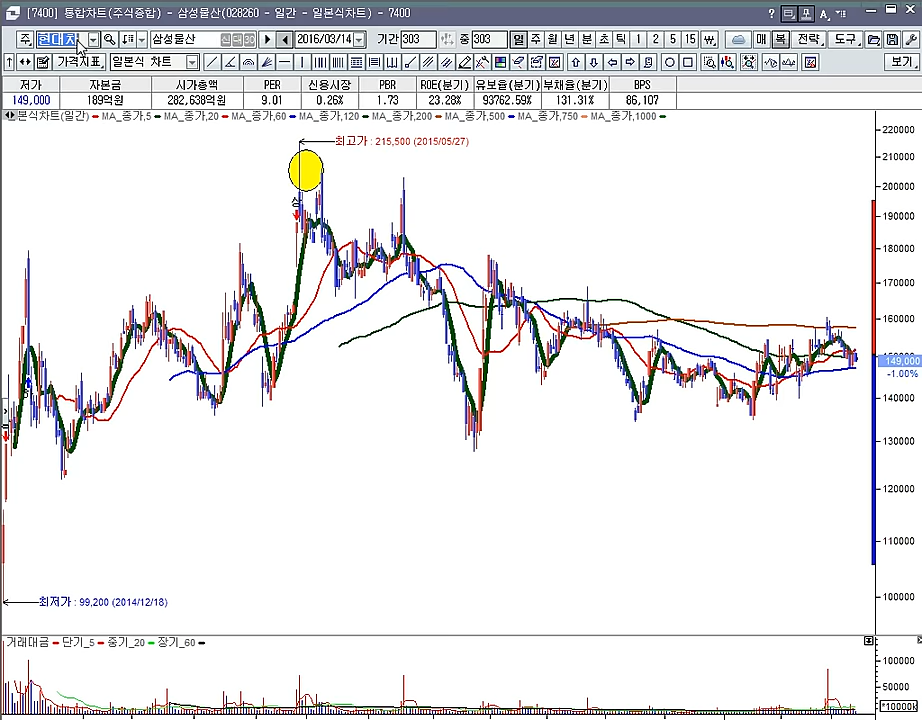 [7400] 통합차트(주식종합) - 삼성물산(028260 - 일간 - 일본식차트) - 7400
주 현대차 삼성물산 신 대 30 2016/03/14 기간 303 중 303 일 주 월 년 분 초 틱 1 2 5 15 매 복 전략 도구
가격지표 일본식 차트 보기
저가 자본금 시가총액 PER 신용시장 PBR ROE(분기) 유보율(분기) 부채율(분기) BPS
149,000 189억원 282,638억원 9.01 0.26% 1.73 23.28% 93762.59% 131.31% 86,107
본식차트(일간) MA_종가,5 MA_종가,20 MA_종가,60 MA_종가,120 MA_종가,200 MA_종가,500 MA_종가,750 MA_종가,1000
220000
최고가 : 215,500 (2015/05/27)
210000
200000
상
190000
180000
170000
160000
149,000
-1.00%
140000
130000
120000
110000
100000
최저가 : 99,200 (2014/12/18)
거래대금 단기_5 중기_20 장기_60
100000
50000
*100000